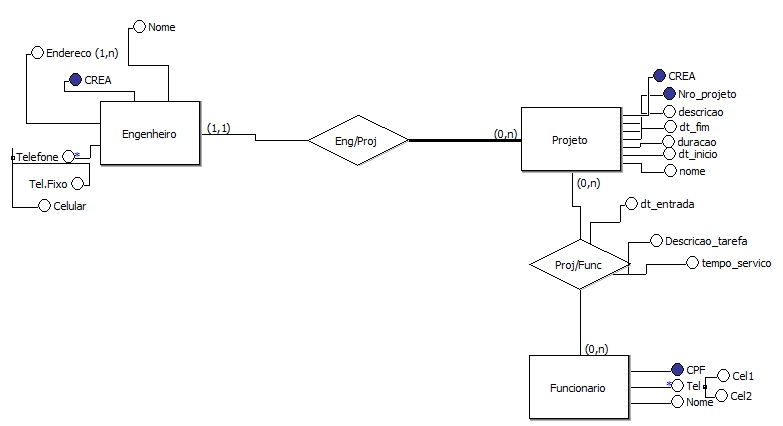 Nome
Endereco (1,n)
CREA
Engenheiro
(1,1)
Telefone
*
Tel.Fixo
Celular
Eng/Proj
(0,n)
Projeto
CREA
Nro_projeto
descricao
dt_fim
duracao
dt_inicio
nome
(0,n)
dt_entrada
Descricao_tarefa
tempo_servico
Proj/Func
(0,n)
Funcionario
CPF
*
Tel
Cel1
Cel2
Nome